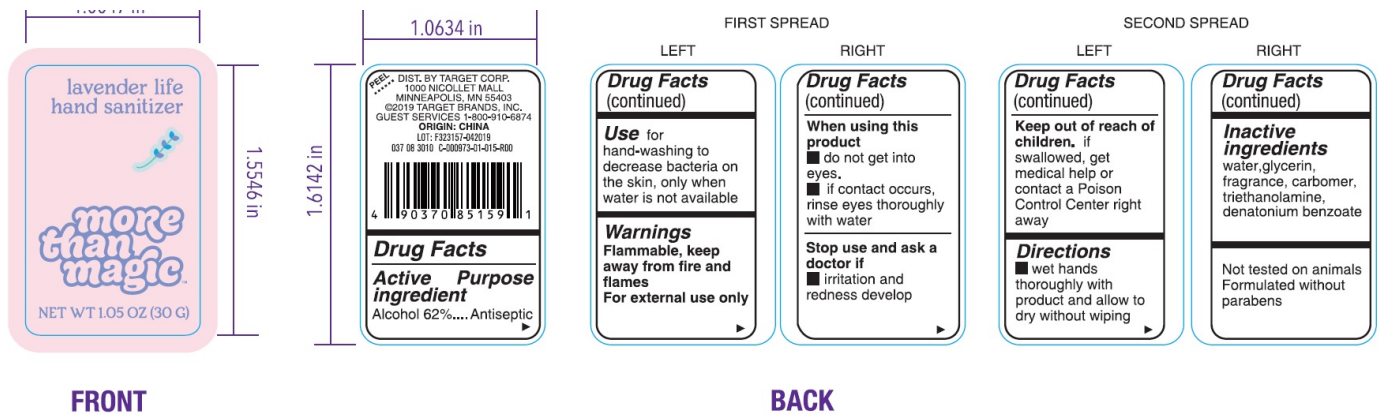 1.0634 in
FIRST SPREAD
SECOND SPREAD
LEFT
RIGHT
LEFT
RIGHT
lavender life
hand sanitizer
more
than
magic™
NET WT 1.05 OZ (30 G)
1.5546 in
FRONT
1.6142 in
PEEL
DIST. BY TARGET CORP.
1000 NICOLLET MALL
MINNEAPOLIS, MN 55403
©2019 TARGET BRANDS, INC.
GUEST SERVICES 1-800-910-6874
ORIGIN: CHINA
LOT: F323157-042019
037 08 3010 C-000973-01-015-R00
4 90370 85159 1
Drug Facts
Active Purpose
ingredient
Alcohol 62%.... Antiseptic
Drug Facts
(continued)
Use for
hand-washing to
decrease bacteria on
the skin, only when
water is not available
Warnings
Flammable, keep
away from fire and
flames
For external use only
Drug Facts
(continued)
When using this
product
■ do not get into
eyes.
■ if contact occurs,
rinse eyes thoroughly
with water
Stop use and ask a
doctor if
■ irritation and
redness develop
Drug Facts
(continued)
Keep out of reach of
children. if
swallowed, get
medical help or
contact a Poison
Control Center right
away
Directions
■ wet hands
thoroughly with
product and allow to
dry without wiping
Drug Facts
(continued)
Inactive
ingredients
water,glycerin,
fragrance, carbomer,
triethanolamine,
denatonium benzoate
Not tested on animals
Formulated without
parabens
BACK